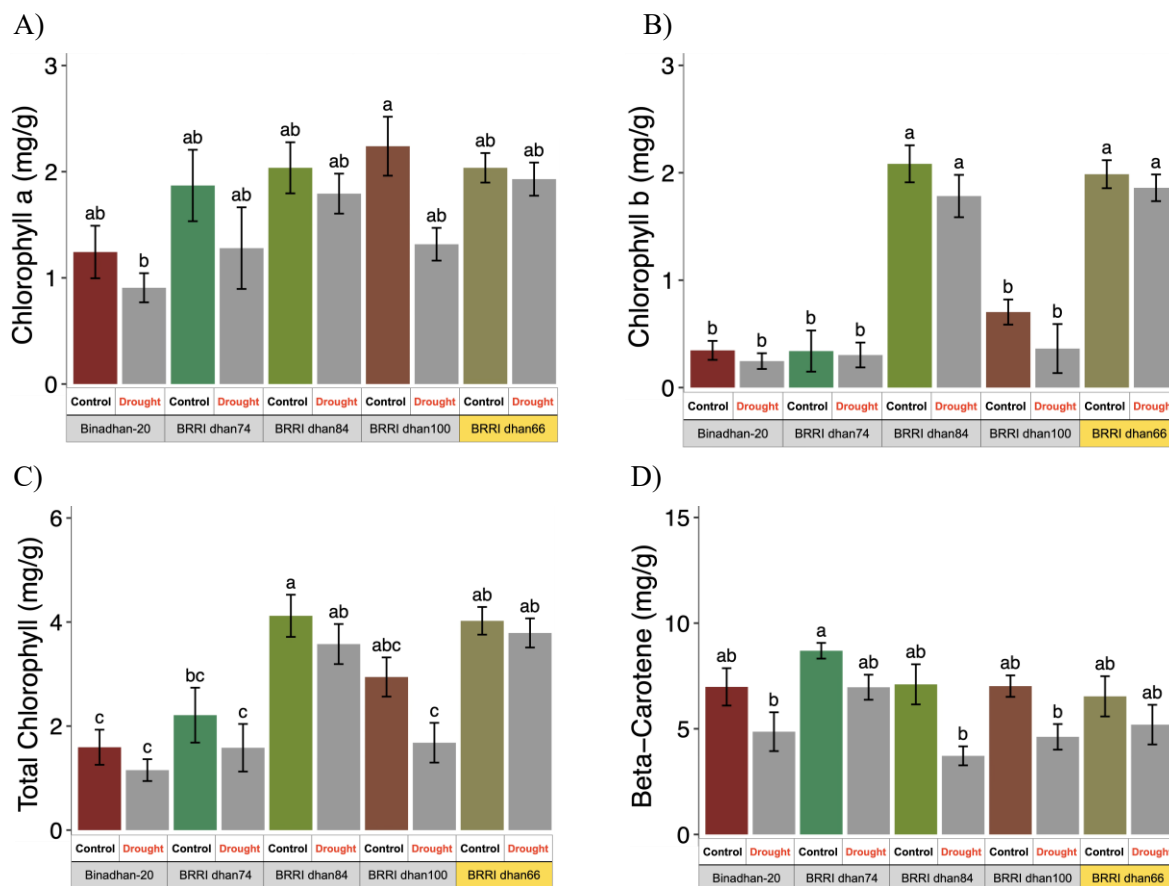 A)
Chlorophyll a (mg/g)
3
2
1
0
ab
b
ab
ab
ab
ab
a
ab
ab
ab
Control Drought Control Drought Control Drought Control Drought Control Drought
Binadhan-20 BRRI dhan74 BRRI dhan84 BRRI dhan100 BRRI dhan66
B)
Chlorophyll b (mg/g)
3
2
1
0
b
b
b
b
a
a
b
b
a
a
Control Drought Control Drought Control Drought Control Drought Control Drought
Binadhan-20 BRRI dhan74 BRRI dhan84 BRRI dhan100 BRRI dhan66
C)
Total Chlorophyll (mg/g)
6
4
2
0
c
c
bc
c
a
ab
abc
c
ab
ab
Control Drought Control Drought Control Drought Control Drought Control Drought
Binadhan-20 BRRI dhan74 BRRI dhan84 BRRI dhan100 BRRI dhan66
D)
Beta-Carotene (mg/g)
15
10
5
0
ab
b
a
ab
ab
b
ab
b
ab
ab
Control Drought Control Drought Control Drought Control Drought Control Drought
Binadhan-20 BRRI dhan74 BRRI dhan84 BRRI dhan100 BRRI dhan66